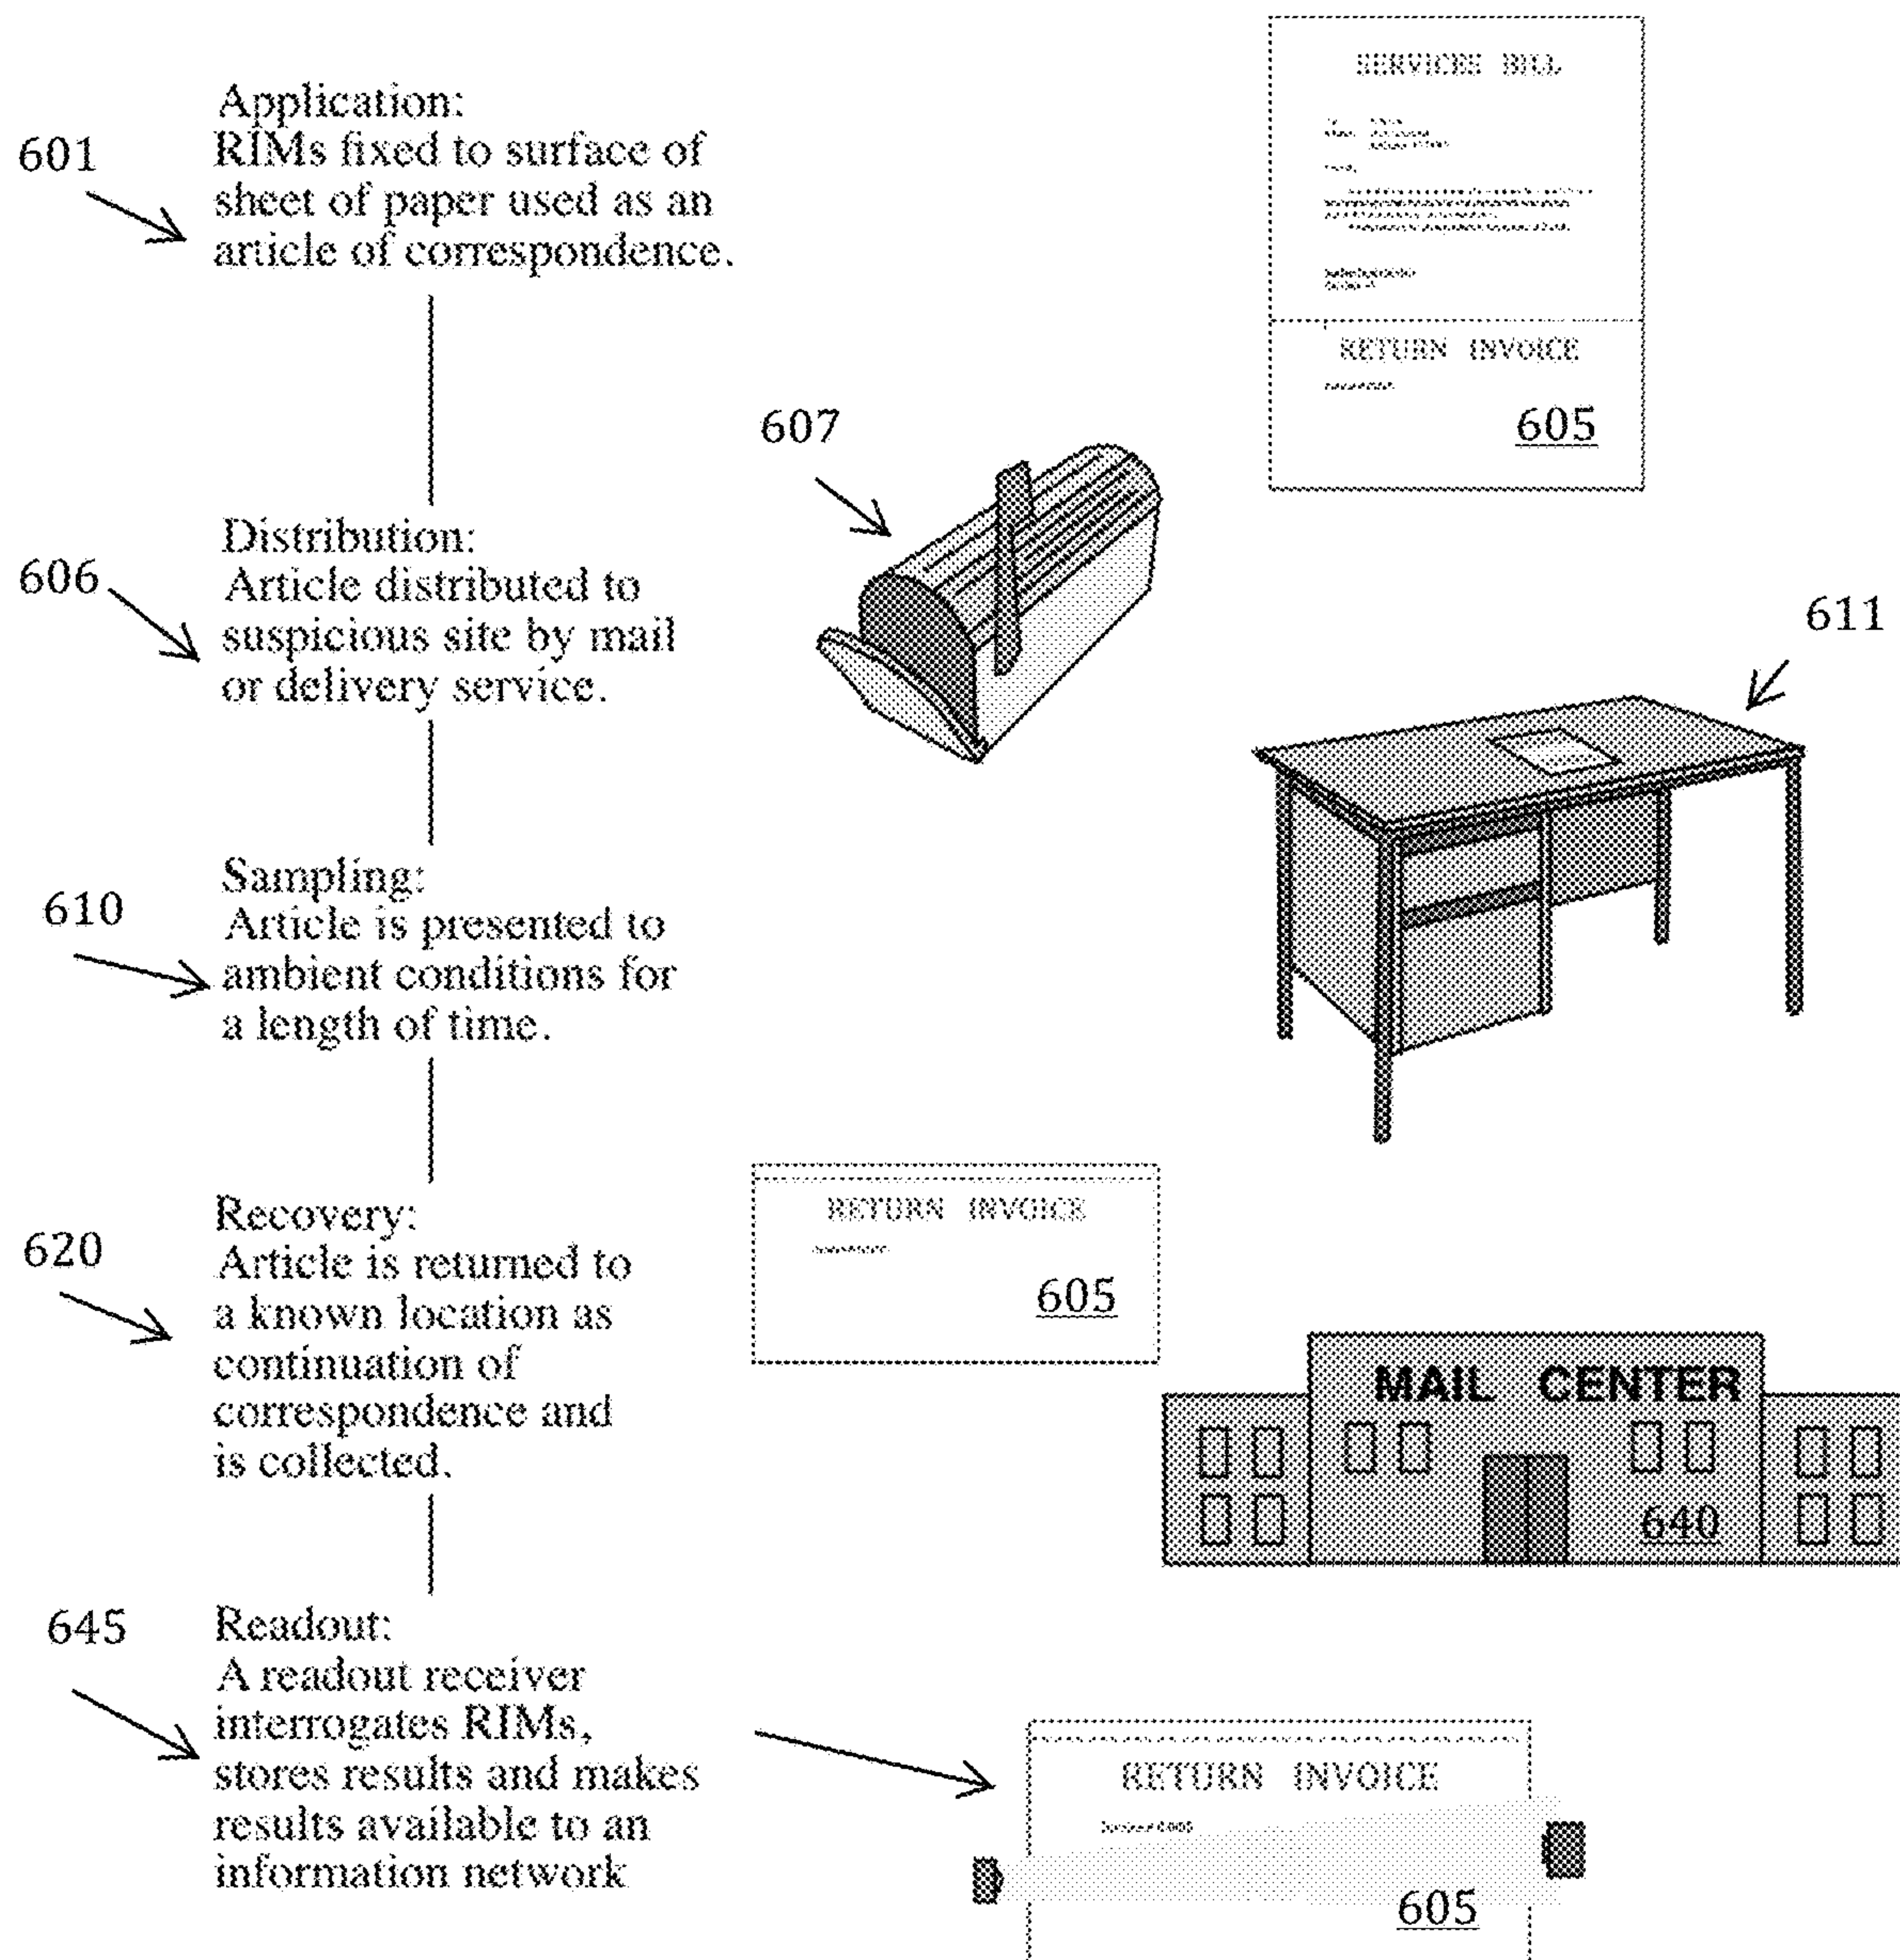 SERVICES BILL
Application:
601
RIMs fixed to surface of
sheet of paper used as an
article of correspondence.
RETURN INVOICE
605
607
Distribution:
606
Article distributed to
suspicious site by mail
or delivery service.
611
Sampling:
610
Article is presented to
ambient conditions for
a length of time.
Recovery:
620
Article is returned to
a known location as
continuation of
correspondence and
is collected.
RETURN INVOICE
605
MAIL CENTER
640
645
Readout:
A readout receiver
interrogates RIMs,
stores results and makes
results available to an
information network
RETURN INVOICE
605